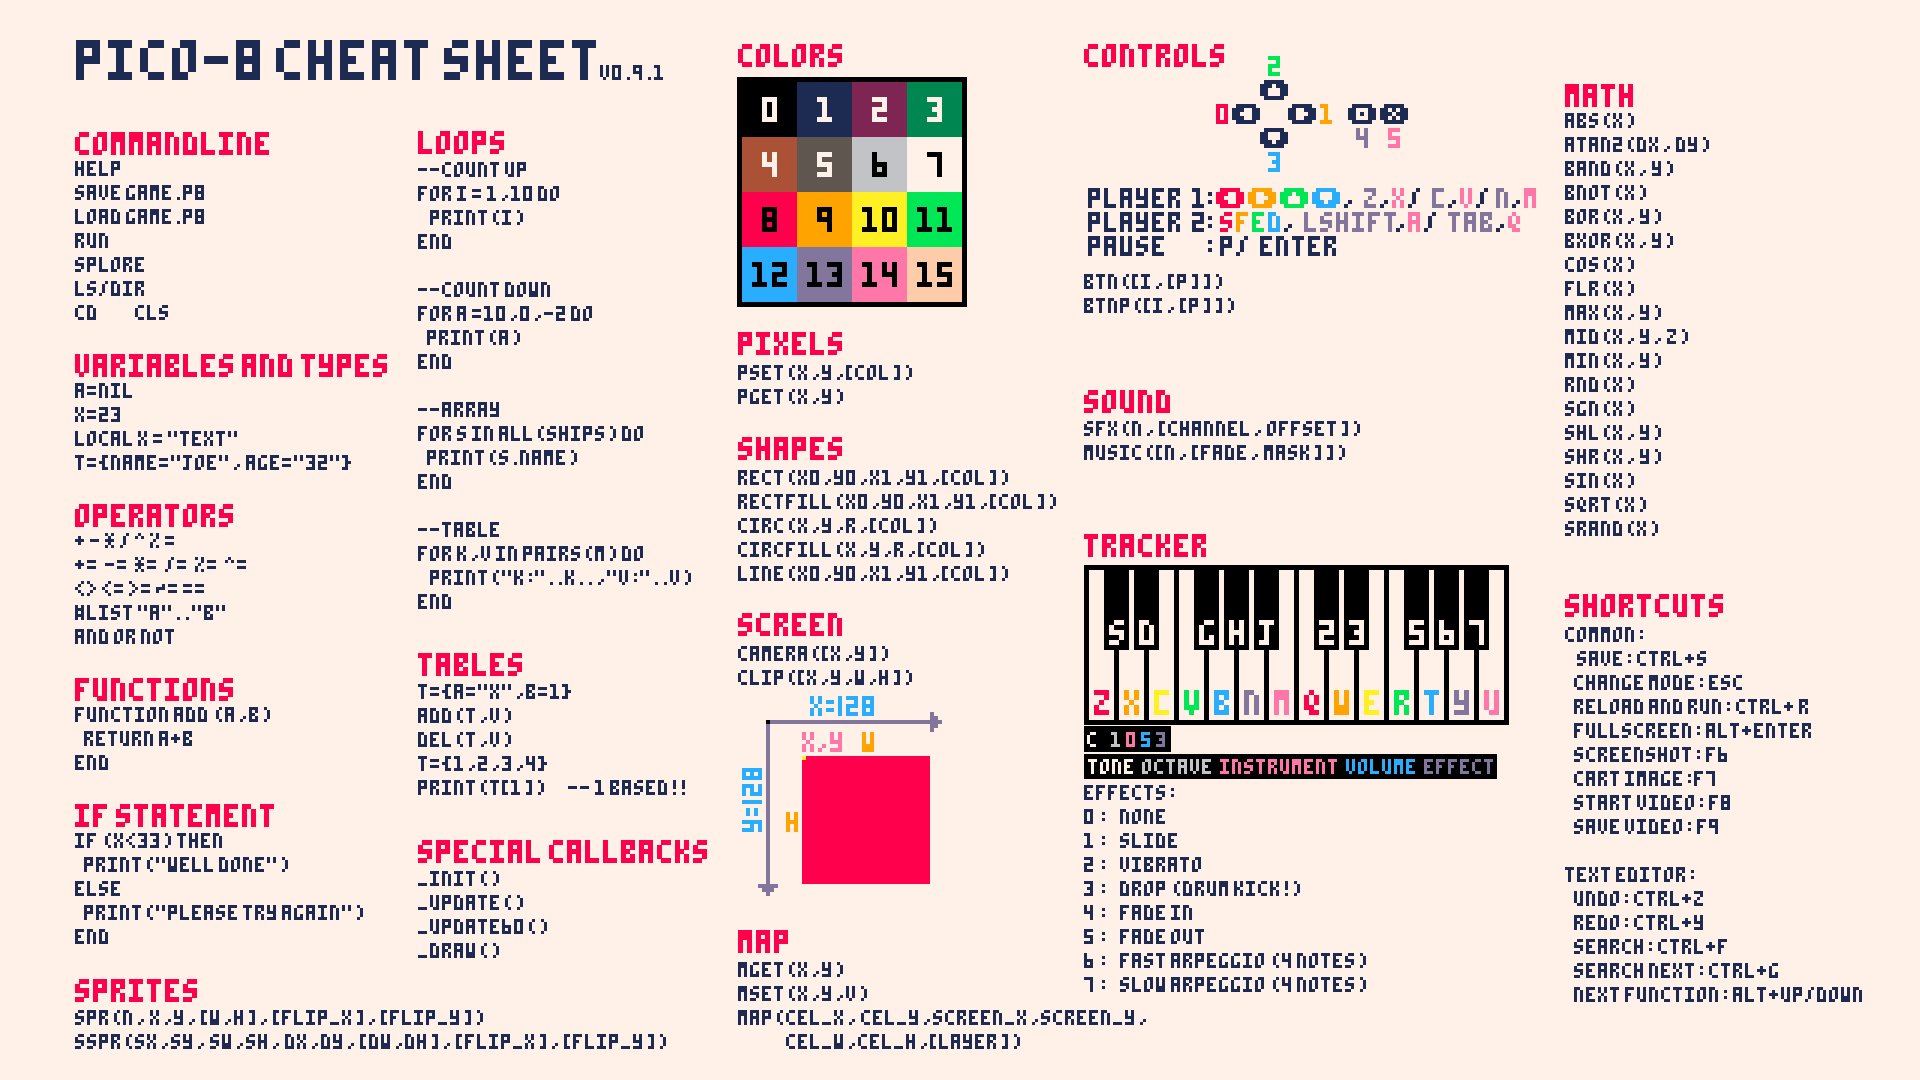 PICO-8 CHEAT SHEET V0.9.1
COMMANDLINE
HELP
SAVE GAME.P8
LOAD GAME.P8
RUN
SPLORE
LS/DIR
CD CLS
VARIABLES AND TYPES
A=NIL
X=23
LOCAL X = "TEXT"
T={NAME="JOE", AGE="32"}
OPERATORS
+ - * / ^ % =
+= -= *= /= %= ^=
<> <= >= ~= ==
#LIST "A".."B"
AND OR NOT
FUNCTIONS
FUNCTION ADD (A,B)
RETURN A+B
END
IF STATEMENT
IF (X<33) THEN
PRINT ("WELL DONE")
ELSE
PRINT ("PLEASE TRY AGAIN")
END
SPRITES
SPR(N,X,Y,[W,H],[FLIP_X],[FLIP_Y])
SSPR(SX,SY,SW,SH,DX,DY,[DW,DH],[FLIP_X],[FLIP_Y])
LOOPS
--COUNT UP
FOR I = 1,10 DO
PRINT(I)
END
--COUNT DOWN
FOR A =10,0,-2 DO
PRINT(A)
END
--ARRAY
FOR S IN ALL (SHIPS) DO
PRINT(S.NAME)
END
--TABLE
FOR K,V IN PAIRS(M) DO
PRINT("K:"..K..,"V:"..V)
END
TABLES
T={A="X",B=1}
ADD(T,V)
DEL(T,V)
T={1,2,3,4}
PRINT(T[1]) --1 BASED!!
SPECIAL CALLBACKS
_INIT()
_UPDATE()
_UPDATE60()
_DRAW()
COLORS
0 1 2 3
4 5 6 7
8 9 10 11
12 13 14 15
PIXELS
PSET(X,Y,[COL])
PGET(X,Y)
SHAPES
RECT(X0,Y0,X1,Y1,[COL])
RECTFILL(X0,Y0,X1,Y1,[COL])
CIRC(X,Y,R,[COL])
CIRCFILL(X,Y,R,[COL])
LINE(X0,Y0,X1,Y1,[COL])
SCREEN
CAMERA([X,Y])
CLIP([X,Y,W,H])
X=128
X,Y W
Y=128
H
MAP
MGET(X,Y)
MSET(X,Y,V)
MAP(CEL_X,CEL_Y,SCREEN_X,SCREEN_Y,
CEL_W,CEL_H,[LAYER])
CONTROLS
2
0 1
4 5
3
PLAYER 1:⬅➡⬆⬇, Z,X/ C,V/ N,M
PLAYER 2:SFED, LSHIFT,A/ TAB,Q
PAUSE :P/ ENTER
BTN([I,[P]])
BTNP([I,[P]])
SOUND
SFX(N,[CHANNEL,OFFSET])
MUSIC([N,[FADE,MASK]])
TRACKER
S D G H J 2 3 5 6 7
Z X C V B N M Q W E R T Y U
C 1053
TONE OCTAVE INSTRUMENT VOLUME EFFECT
EFFECTS:
0: NONE
1: SLIDE
2: VIBRATO
3: DROP (DRUM KICK!)
4: FADE IN
5: FADE OUT
6: FAST ARPEGGIO (4 NOTES)
7: SLOW ARPEGGIO (4 NOTES)
MATH
ABS(X)
ATAN2(DX,DY)
BAND(X,Y)
BNOT(X)
BOR(X,Y)
BXOR(X,Y)
COS(X)
FLR(X)
MAX(X,Y)
MID(X,Y,Z)
MIN(X,Y)
RND(X)
SGN(X)
SHL(X,Y)
SHR(X,Y)
SIN(X)
SQRT(X)
SRAND(X)
SHORTCUTS
COMMON:
SAVE:CTRL+S
CHANGE MODE:ESC
RELOAD AND RUN:CTRL+R
FULLSCREEN:ALT+ENTER
SCREENSHOT:F6
CART IMAGE:F7
START VIDEO:F8
SAVE VIDEO:F9
TEXT EDITOR:
UNDO:CTRL+Z
REDO:CTRL+Y
SEARCH:CTRL+F
SEARCH NEXT:CTRL+G
NEXT FUNCTION:ALT+UP/DOWN